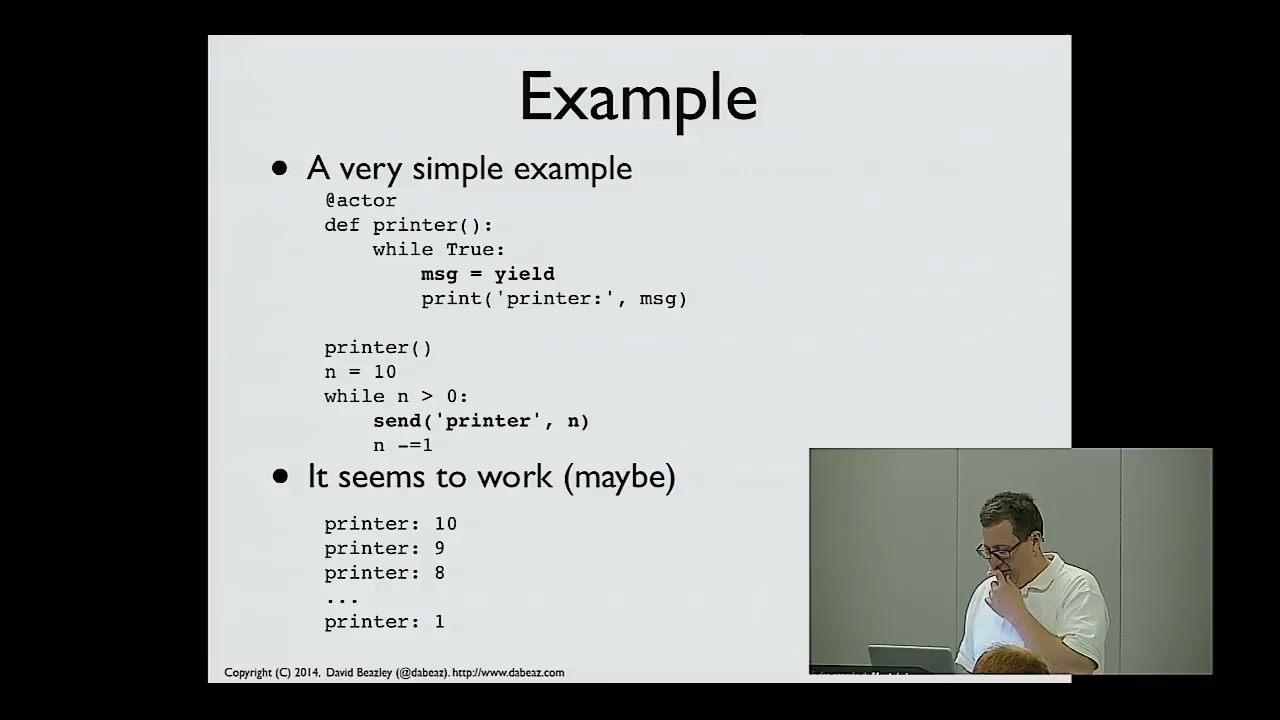 Example
• A very simple example
@actor
def printer():
while True:
msg = yield
print('printer:', msg)
printer()
n = 10
while n > 0:
send('printer', n)
n -=1
• It seems to work (maybe)
printer: 10
printer: 9
printer: 8
...
printer: 1
Copyright (C) 2014, David Beazley (@dabeaz). http://www.dabeaz.com